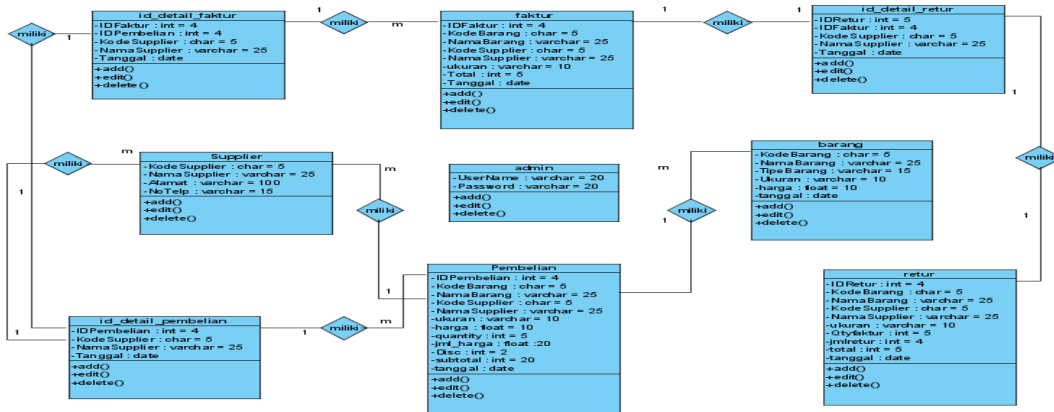 id_detail_faktur
-IDFaktur : int = 4
-IDPembelian : int = 4
-KodeSupplier : char = 5
-NamaSupplier : varchar = 25
-Tanggal : date
+add()
+edit()
+delete()
1
miliki
m
faktur
-IDFaktur : int = 4
-KodeBarang : char = 5
-NamaBarang : varchar = 25
-KodeSupplier : char = 5
-NamaSupplier : varchar = 25
-ukuran : varchar = 10
-Total : int = 5
-Tanggal : date
+add()
+edit()
+delete()
1
miliki
1
id_detail_retur
-IDRetur : int = 5
-IDFaktur : int = 4
-KodeSupplier : char = 5
-NamaSupplier : varchar = 25
-Tanggal : date
+add()
+edit()
+delete()
1
miliki
1
miliki
1
1
miliki
m
Supplier
-KodeSupplier : char = 5
-NamaSupplier : varchar = 25
-Alamat : varchar = 100
-NoTelp : varchar = 15
+add()
+edit()
+delete()
m
miliki
1
admin
-UserName : varchar = 20
-Password : varchar = 20
+add()
+edit()
+delete()
m
miliki
1
barang
-KodeBarang : char = 5
-NamaBarang : varchar = 25
-TipeBarang : varchar = 15
-Ukuran : varchar = 10
-harga : float = 10
-tanggal : date
+add()
+edit()
+delete()
id_detail_pembelian
-IDPembelian : int = 4
-KodeSupplier : char = 5
-NamaSupplier : varchar = 25
-Tanggal : date
+add()
+edit()
+delete()
1
miliki
m
Pembelian
-IDPembelian : int = 4
-KodeBarang : char = 5
-NamaBarang : varchar = 25
-KodeSupplier : char = 5
-NamaSupplier : varchar = 25
-ukuran : varchar = 10
-harga : float = 10
-quantity : int = 5
-jml_harga : float :20
-Disc : int = 2
-subtotal : int = 20
-tanggal : date
+add()
+edit()
+delete()
retur
-IDRetur : int = 4
-KodeBarang : char = 5
-NamaBarang : varchar = 25
-KodeSupplier : char = 5
-NamaSupplier : varchar = 25
-ukuran : varchar = 10
-Qtyfaktur : int = 5
-jmlretur : int = 4
-total : int = 5
-tanggal : date
+add()
+edit()
+delete()